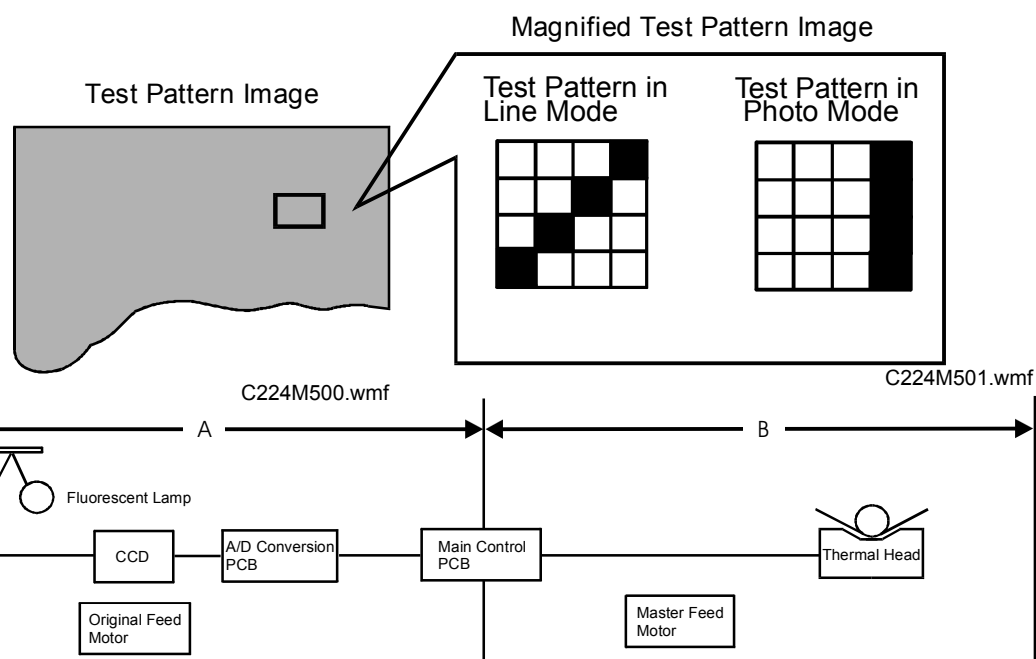 Magnified Test Pattern Image
Test Pattern Image
Test Pattern in
Line Mode
Test Pattern in
Photo Mode
C224M500.wmf
C224M501.wmf
A
B
Fluorescent Lamp
CCD
A/D Conversion
PCB
Main Control
PCB
Thermal Head
Original Feed
Motor
Master Feed
Motor